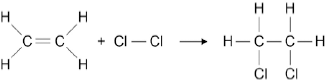 H H H H
C = C + Cl — Cl → H — C — C — H
H H Cl Cl